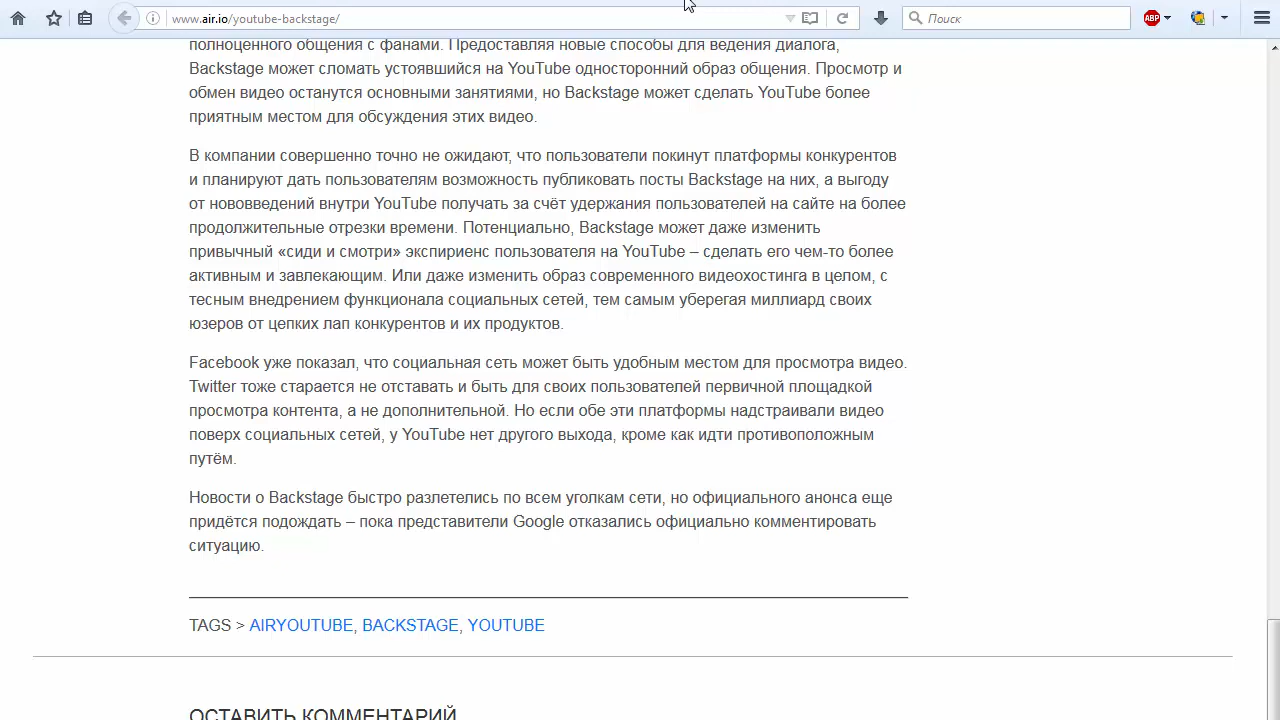 www.air.io/youtube-backstage/
Поиск
ABP
полноценного общения с фанами. Предоставляя новые способы для ведения диалога,
Backstage может сломать устоявшийся на YouTube односторонний образ общения. Просмотр и
обмен видео останутся основными занятиями, но Backstage может сделать YouTube более
приятным местом для обсуждения этих видео.
В компании совершенно точно не ожидают, что пользователи покинут платформы конкурентов
и планируют дать пользователям возможность публиковать посты Backstage на них, а выгоду
от нововведений внутри YouTube получать за счёт удержания пользователей на сайте на более
продолжительные отрезки времени. Потенциально, Backstage может даже изменить
привычный «сиди и смотри» экспириенс пользователя на YouTube – сделать его чем-то более
активным и завлекающим. Или даже изменить образ современного видеохостинга в целом, с
тесным внедрением функционала социальных сетей, тем самым уберегая миллиард своих
юзеров от цепких лап конкурентов и их продуктов.
Facebook уже показал, что социальная сеть может быть удобным местом для просмотра видео.
Twitter тоже старается не отставать и быть для своих пользователей первичной площадкой
просмотра контента, а не дополнительной. Но если обе эти платформы надстраивали видео
поверх социальных сетей, у YouTube нет другого выхода, кроме как идти противоположным
путём.
Новости о Backstage быстро разлетелись по всем уголкам сети, но официального анонса еще
придётся подождать – пока представители Google отказались официально комментировать
ситуацию.
TAGS > AIRYOUTUBE, BACKSTAGE, YOUTUBE
ОСТАВИТЬ КОММЕНТАРИЙ